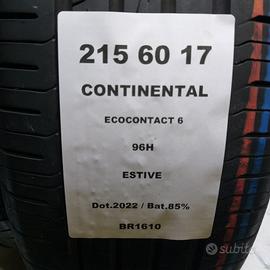 215 60 17
CONTINENTAL
ECOCONTACT 6
96H
ESTIVE
Dot.2022 / Bat.85%
BR1610
subito